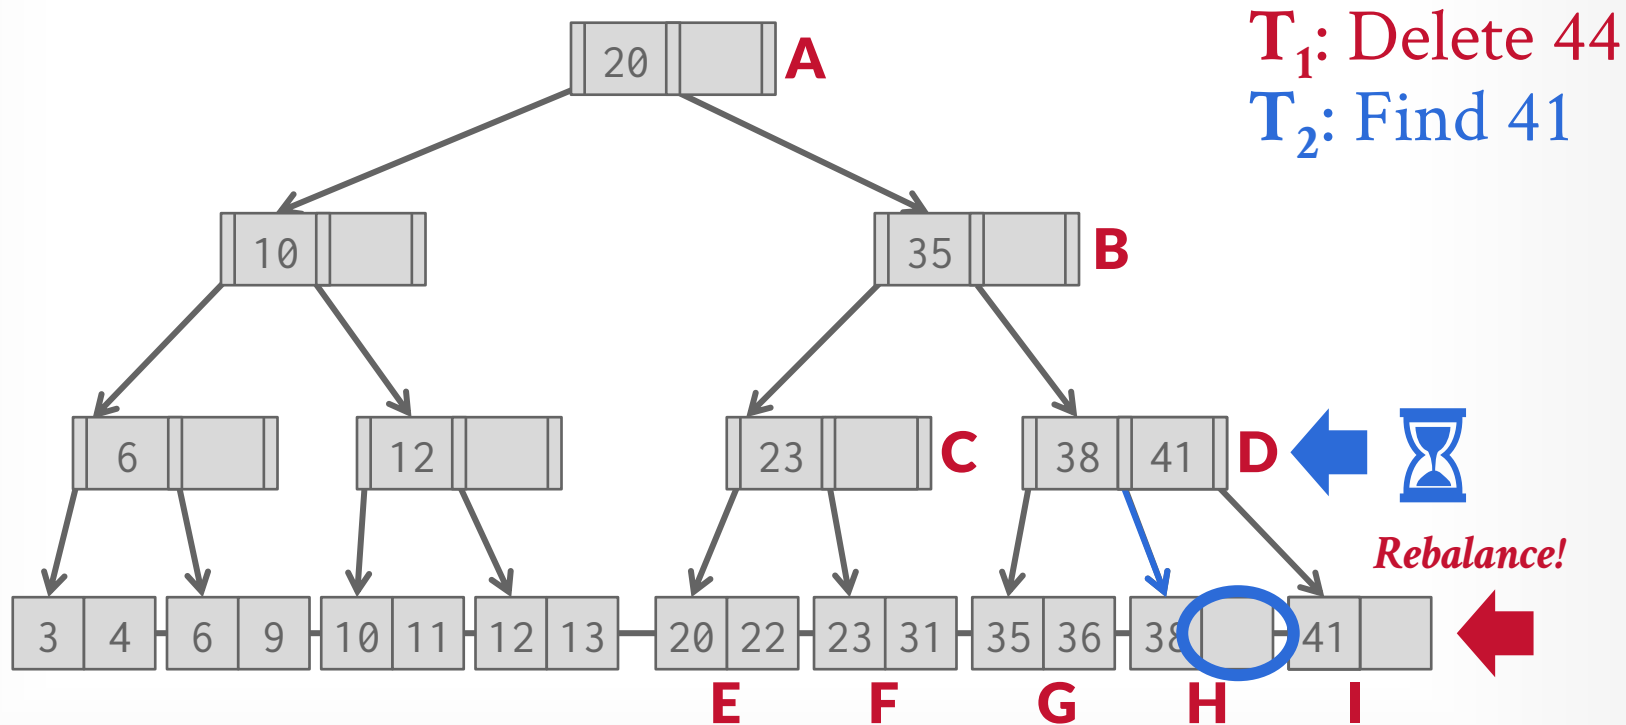 T1: Delete 44
T2: Find 41
20 A
10 35 B
6 12 23 C 38 41 D
Rebalance!
3 4 6 9 10 11 12 13 20 22 23 31 35 36 38 41
E F G H I